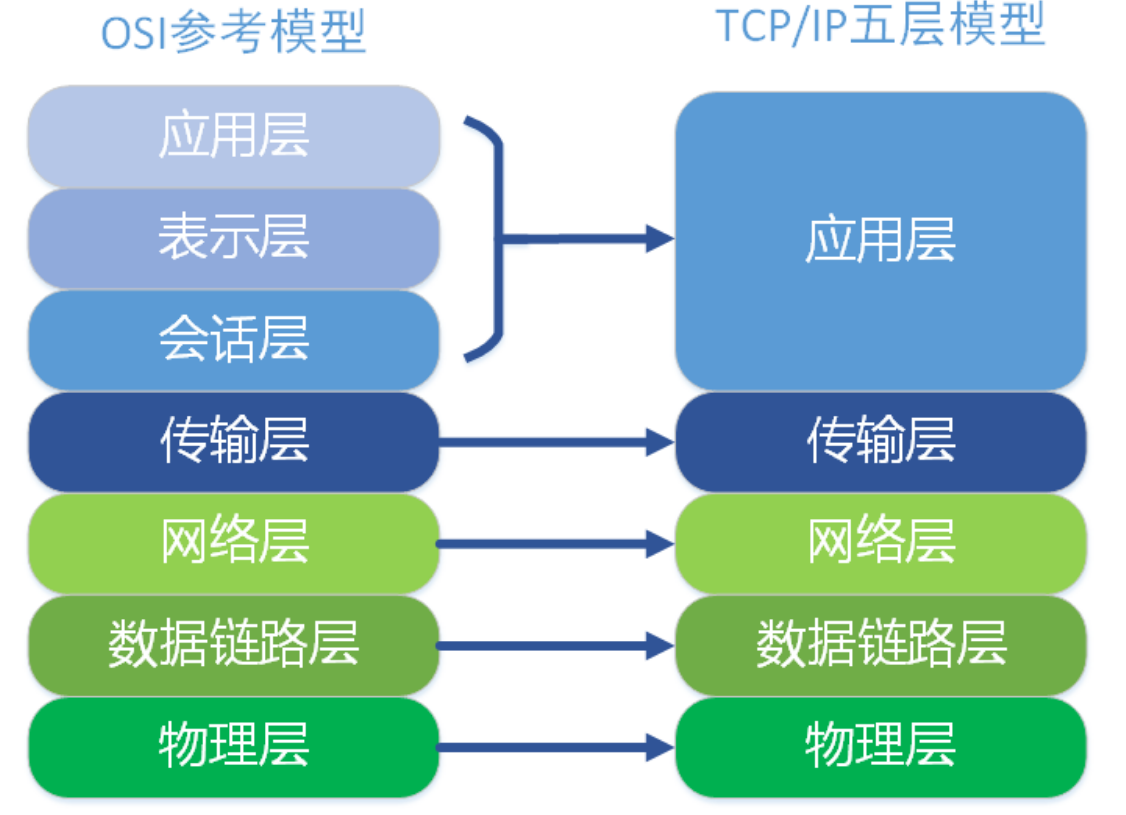 OSI参考模型
应用层
表示层
会话层
传输层
网络层
数据链路层
物理层
TCP/IP五层模型
应用层
传输层
网络层
数据链路层
物理层